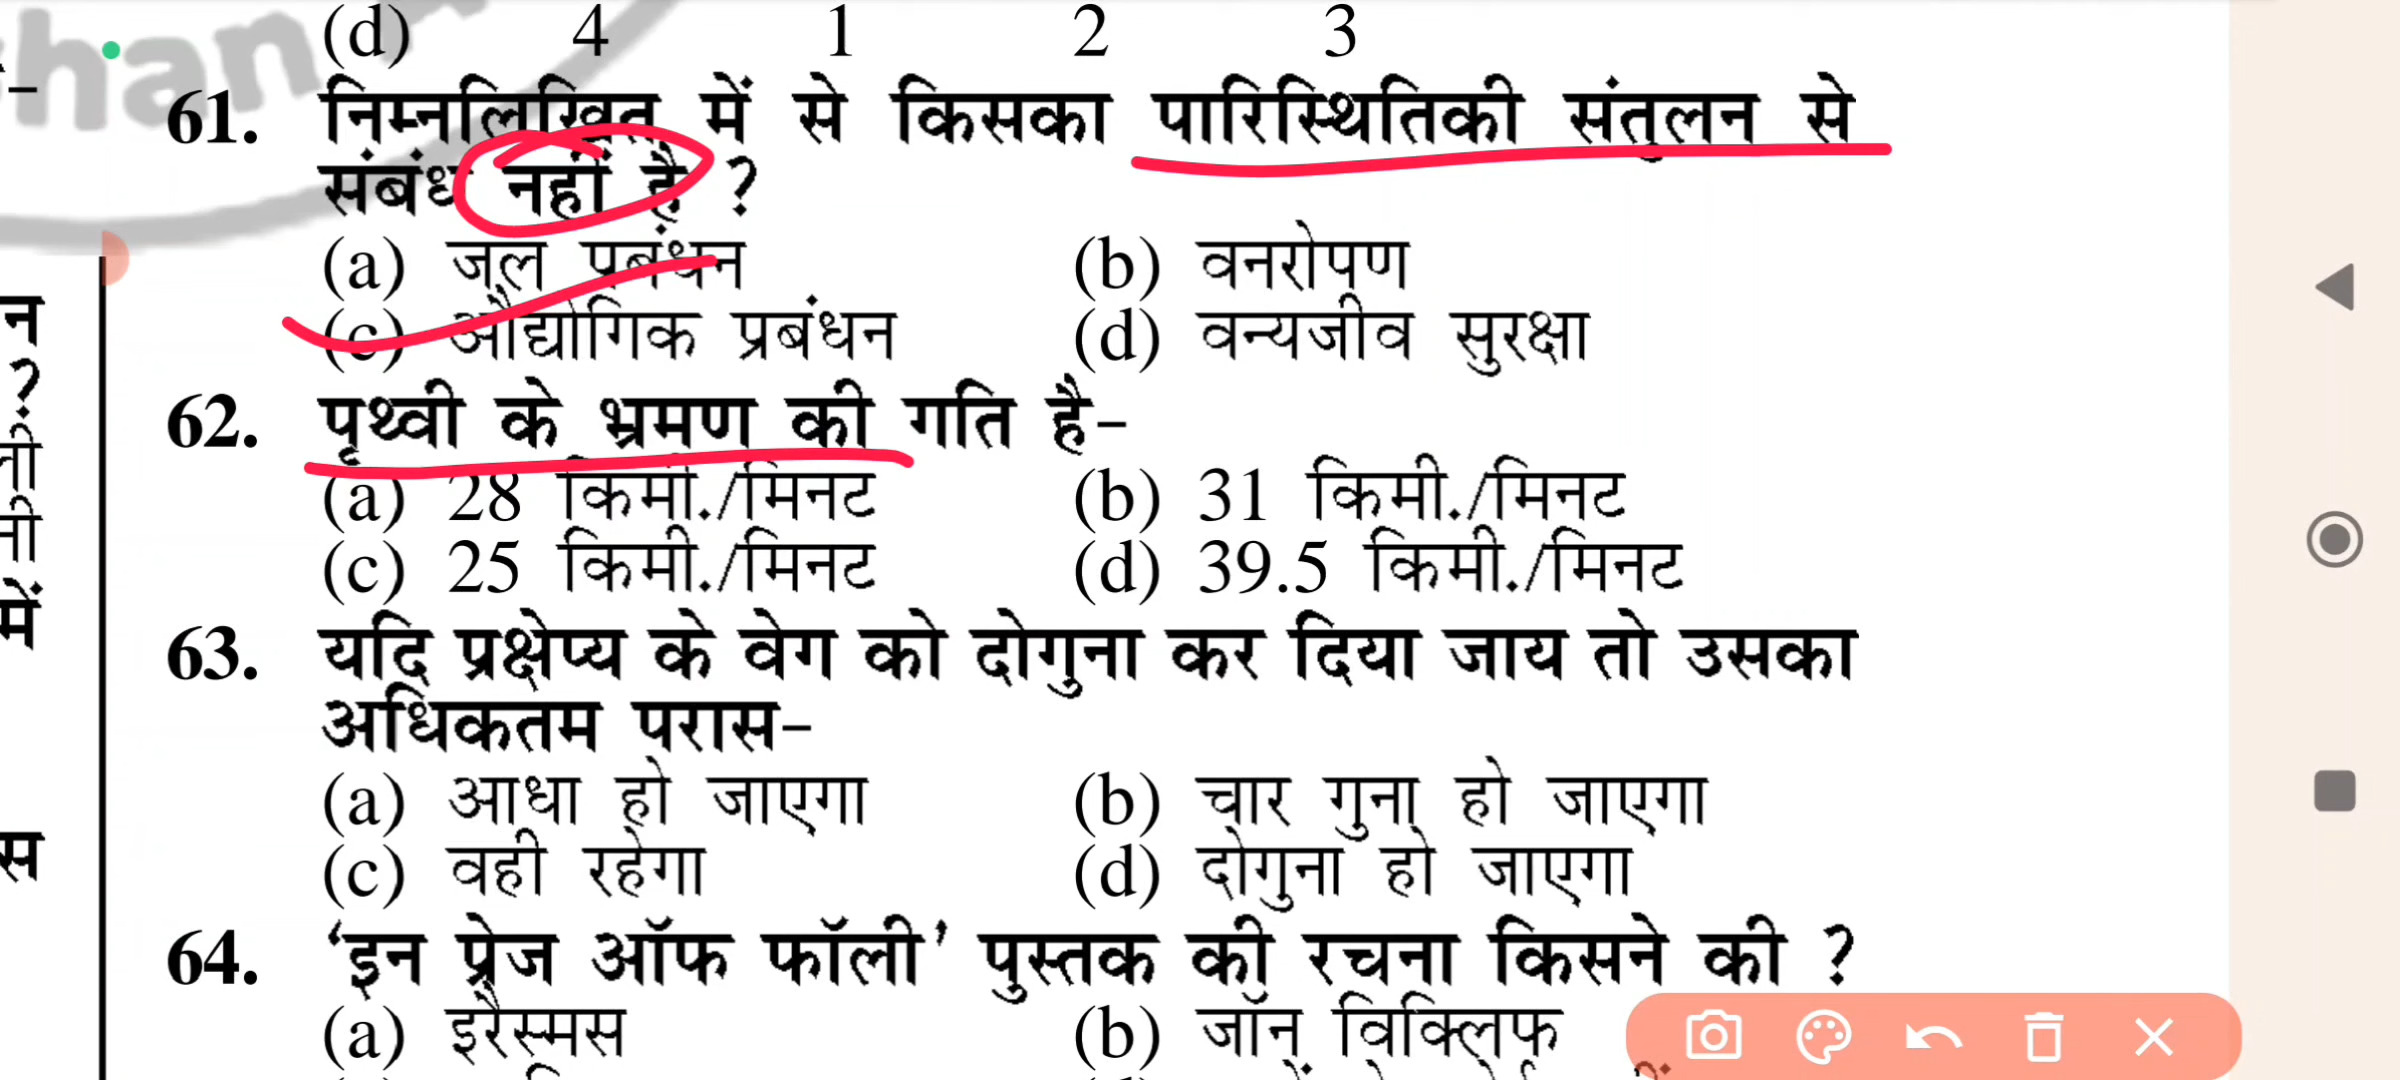 han
(d) 4 1 2 3
61. निम्नलिखित में से किसका पारिस्थितिकी संतुलन से
संबंध नहीं है ?
(a) जल प्रबंधन (b) वनरोपण
(c) औद्योगिक प्रबंधन (d) वन्यजीव सुरक्षा
62. पृथ्वी के भ्रमण की गति है-
(a) 28 किमी./मिनट (b) 31 किमी./मिनट
(c) 25 किमी./मिनट (d) 39.5 किमी./मिनट
63. यदि प्रक्षेप्य के वेग को दोगुना कर दिया जाय तो उसका
अधिकतम परास-
(a) आधा हो जाएगा (b) चार गुना हो जाएगा
(c) वही रहेगा (d) दोगुना हो जाएगा
64. 'इन प्रेज ऑफ फॉली' पुस्तक की रचना किसने की ?
(a) इरैस्मस (b) जॉन विक्लिफ
न
?
में
स